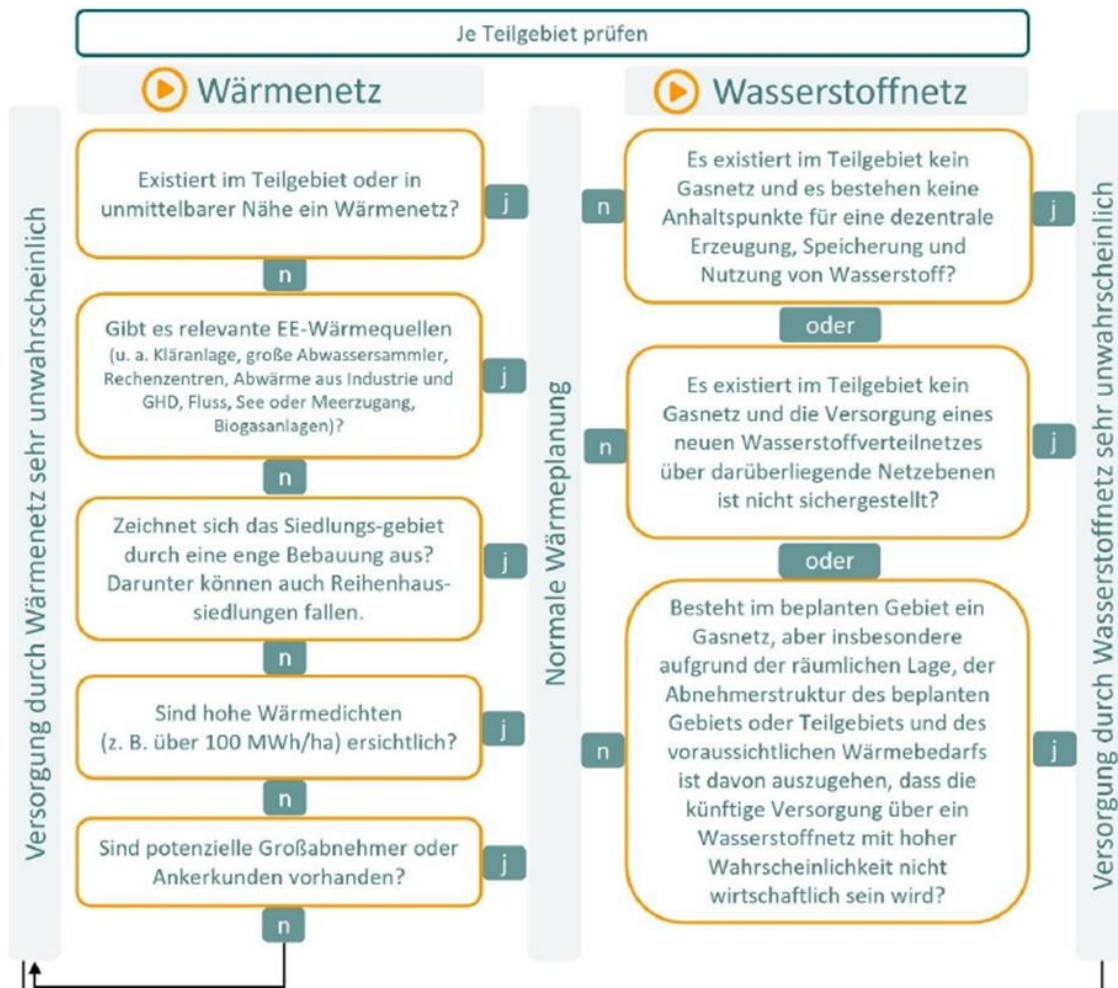 Je Teilgebiet prüfen
Wärmenetz
Versorgung durch Wärmenetz sehr unwahrscheinlich
Existiert im Teilgebiet oder in
unmittelbarer Nähe ein Wärmenetz?
j
n
Gibt es relevante EE-Wärmequellen
(u. a. Kläranlage, große Abwassersammler,
Rechenzentren, Abwärme aus Industrie und
GHD, Fluss, See oder Meerzugang,
Biogasanlagen)?
j
n
Zeichnet sich das Siedlungs-gebiet
durch eine enge Bebauung aus?
Darunter können auch Reihenhaus-
siedlungen fallen.
j
n
Sind hohe Wärmedichten
(z. B. über 100 MWh/ha) ersichtlich?
j
n
Sind potenzielle Großabnehmer oder
Ankerkunden vorhanden?
j
n
Normale Wärmeplanung
Wasserstoffnetz
n
Es existiert im Teilgebiet kein
Gasnetz und es bestehen keine
Anhaltspunkte für eine dezentrale
Erzeugung, Speicherung und
Nutzung von Wasserstoff?
j
oder
n
Es existiert im Teilgebiet kein
Gasnetz und die Versorgung eines
neuen Wasserstoffverteilnetzes
über darüberliegende Netzebenen
ist nicht sichergestellt?
j
oder
n
Besteht im beplanten Gebiet ein
Gasnetz, aber insbesondere
aufgrund der räumlichen Lage, der
Abnehmerstruktur des beplanten
Gebiets oder Teilgebiets und des
voraussichtlichen Wärmebedarfs
ist davon auszugehen, dass die
künftige Versorgung über ein
Wasserstoffnetz mit hoher
Wahrscheinlichkeit nicht
wirtschaftlich sein wird?
j
Versorgung durch Wasserstoffnetz sehr unwahrscheinlich